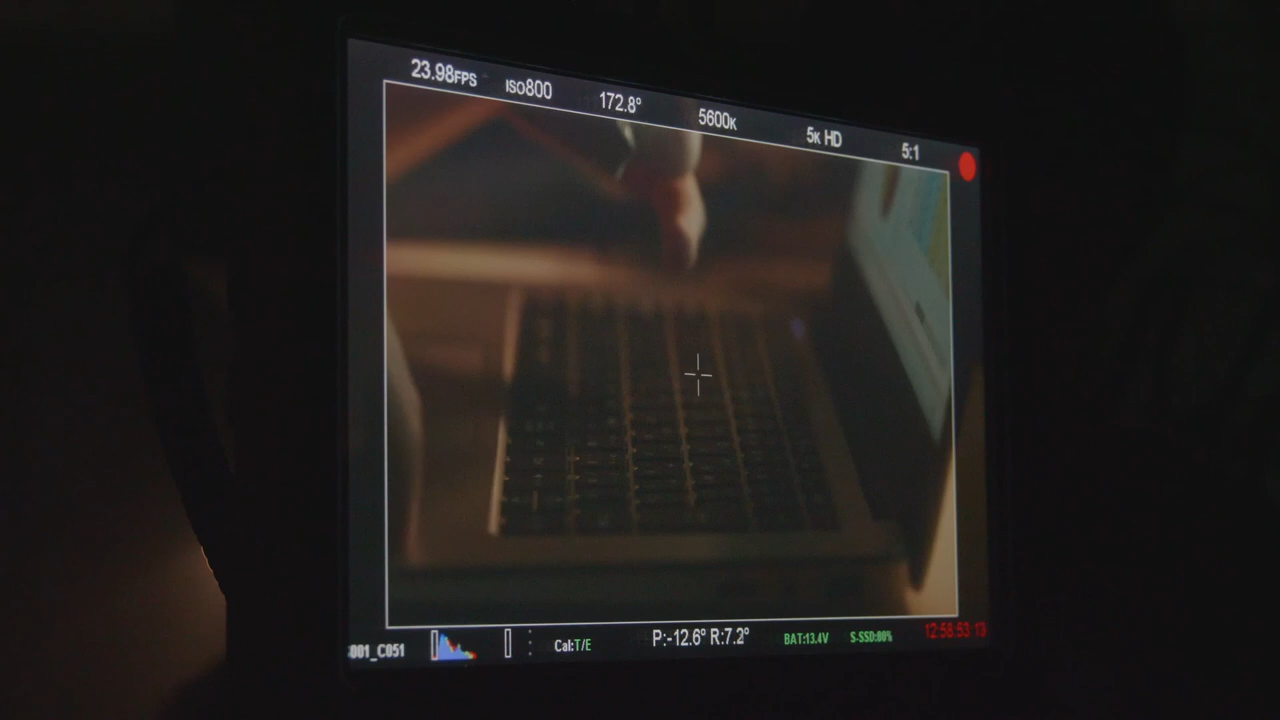 23.98FPS ISO800 172.8° 5600K 5K HD 5:1
001_C051 Cal:T/E P:-12.6° R:7.2° BAT:13.4V S-SSD:80% 12:58:53:13